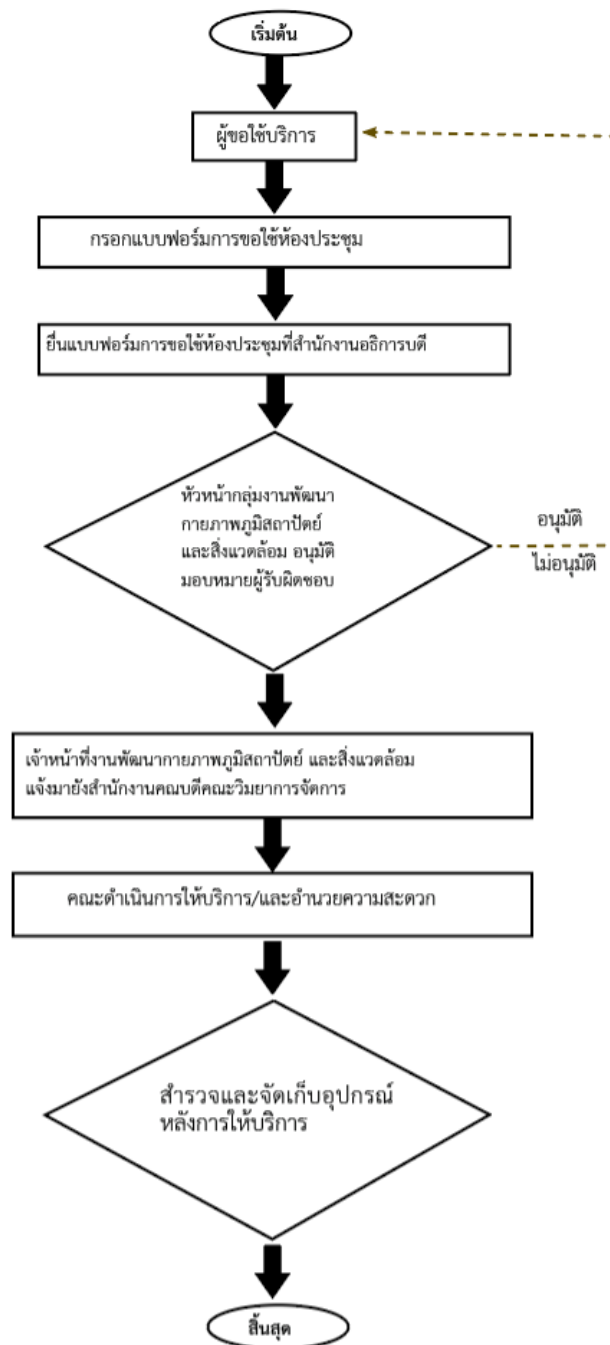 เริ่มต้น
ผู้ขอใช้บริการ
กรอกแบบฟอร์มการขอใช้ห้องประชุม
ยื่นแบบฟอร์มการขอใช้ห้องประชุมที่สำนักงานอธิการบดี
หัวหน้ากลุ่มงานพัฒนา
กายภาพภูมิสถาปัตย์
และสิ่งแวดล้อม อนุมัติ
มอบหมายผู้รับผิดชอบ
อนุมัติ
ไม่อนุมัติ
เจ้าหน้าที่งานพัฒนากายภาพภูมิสถาปัตย์ และสิ่งแวดล้อม
แจ้งมายังสำนักงานคณบดีคณะวิมยาการจัดการ
คณะดำเนินการให้บริการ/และอำนวยความสะดวก
สำรวจและจัดเก็บอุปกรณ์
หลังการให้บริการ
สิ้นสุด